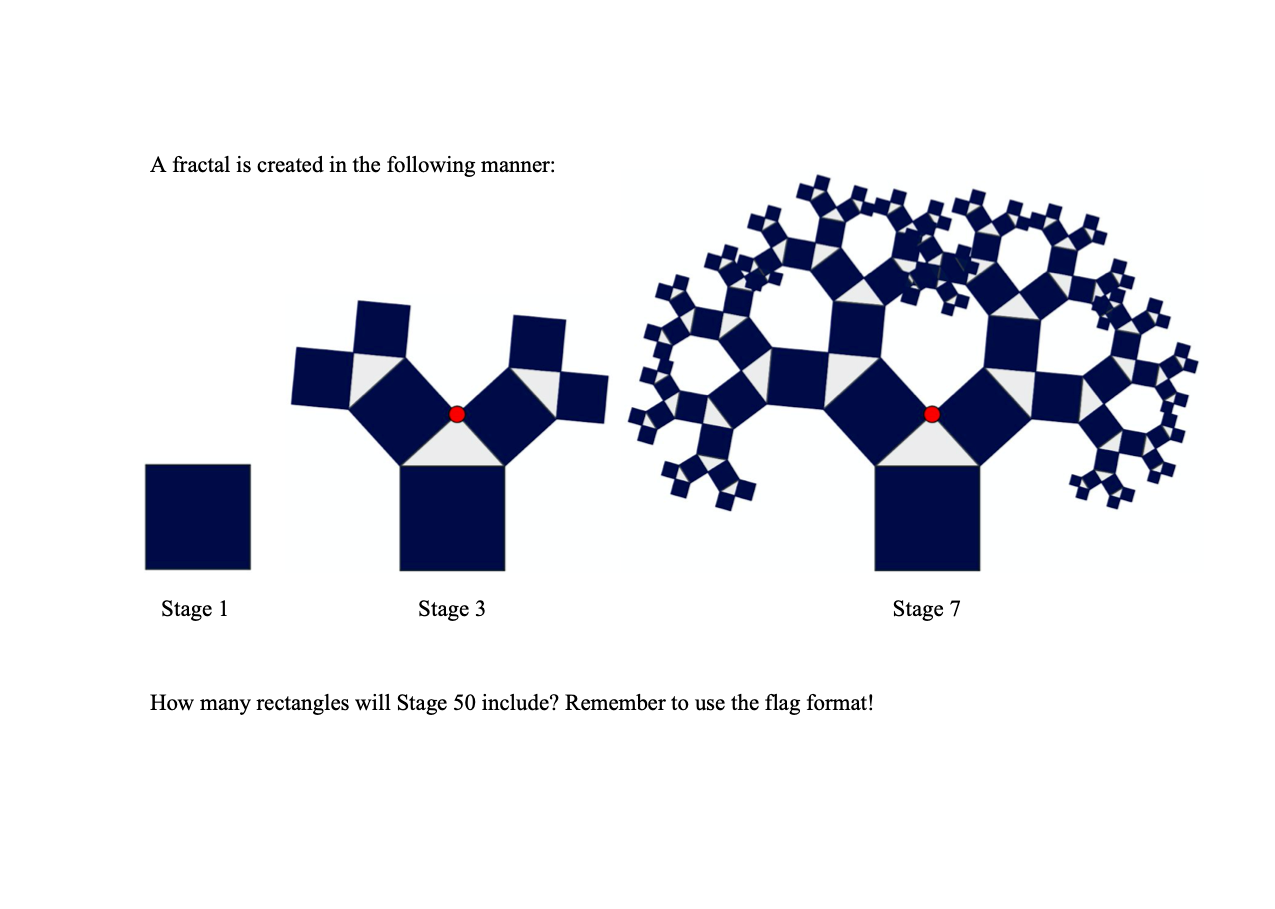 A fractal is created in the following manner:
Stage 1
Stage 3
Stage 7
How many rectangles will Stage 50 include? Remember to use the flag format!